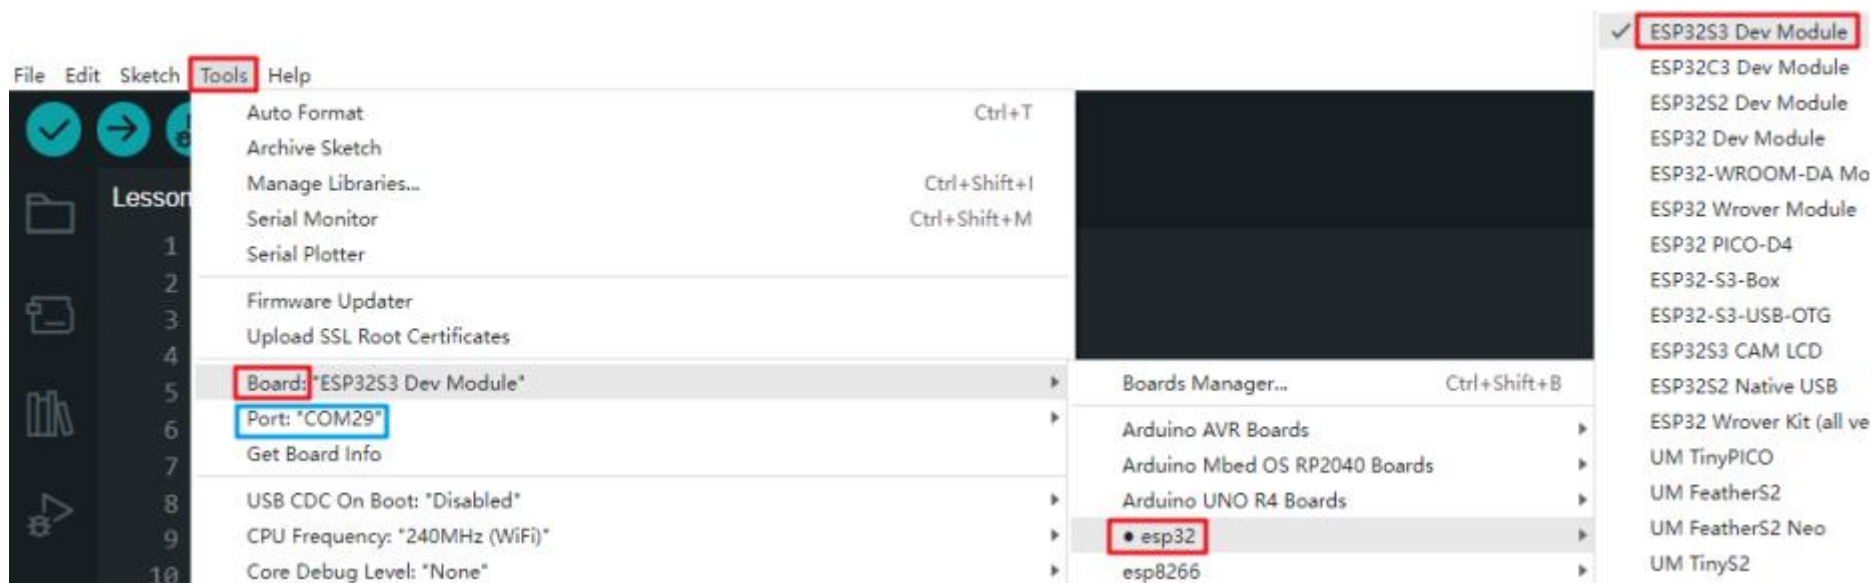 File Edit Sketch Tools Help
Auto Format Ctrl+T
Archive Sketch
Manage Libraries... Ctrl+Shift+I
Serial Monitor Ctrl+Shift+M
Serial Plotter
Firmware Updater
Upload SSL Root Certificates
Board: "ESP32S3 Dev Module"
Port: "COM29"
Get Board Info
USB CDC On Boot: "Disabled"
CPU Frequency: "240MHz (WiFi)"
Core Debug Level: "None"
Lesson
1
2
3
4
5
6
7
8
9
10
Boards Manager... Ctrl+Shift+B
Arduino AVR Boards
Arduino Mbed OS RP2040 Boards
Arduino UNO R4 Boards
● esp32
esp8266
✓ ESP32S3 Dev Module
ESP32C3 Dev Module
ESP32S2 Dev Module
ESP32 Dev Module
ESP32-WROOM-DA Mo
ESP32 Wrover Module
ESP32 PICO-D4
ESP32-S3-Box
ESP32-S3-USB-OTG
ESP32S3 CAM LCD
ESP32S2 Native USB
ESP32 Wrover Kit (all ve
UM TinyPICO
UM FeatherS2
UM FeatherS2 Neo
UM TinyS2